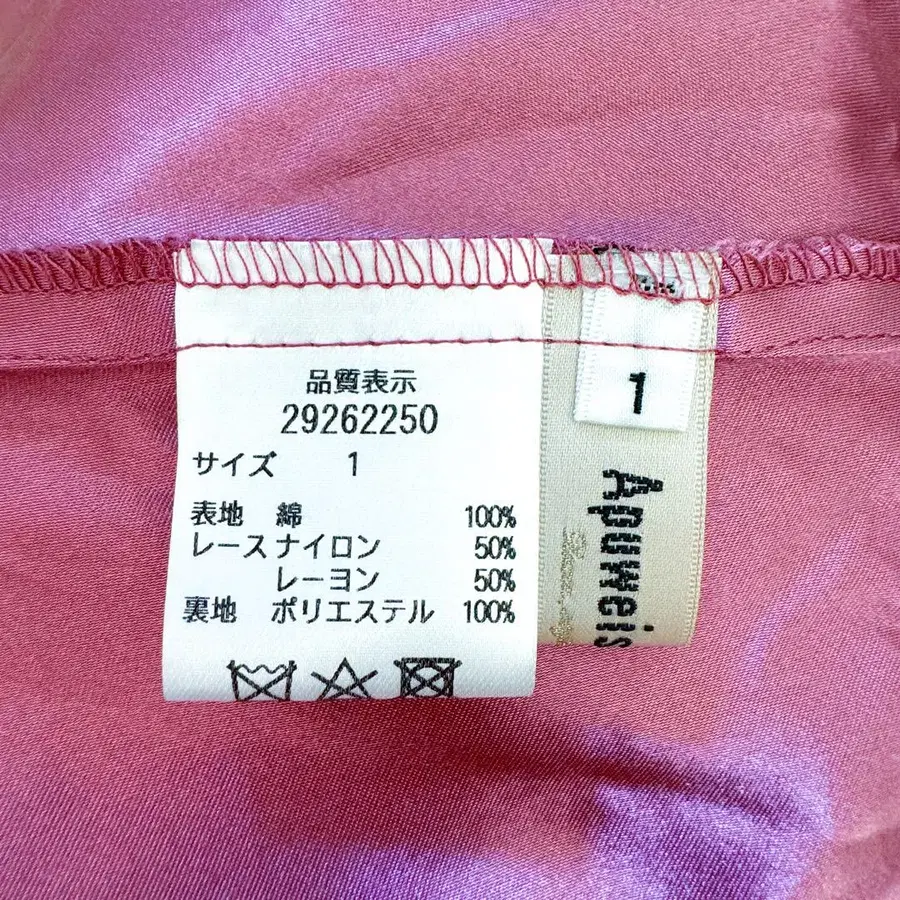 品質表示
29262250
サイズ 1
表地 綿 100%
レース ナイロン 50%
レーヨン 50%
裏地 ポリエステル 100%
1
Apuweis